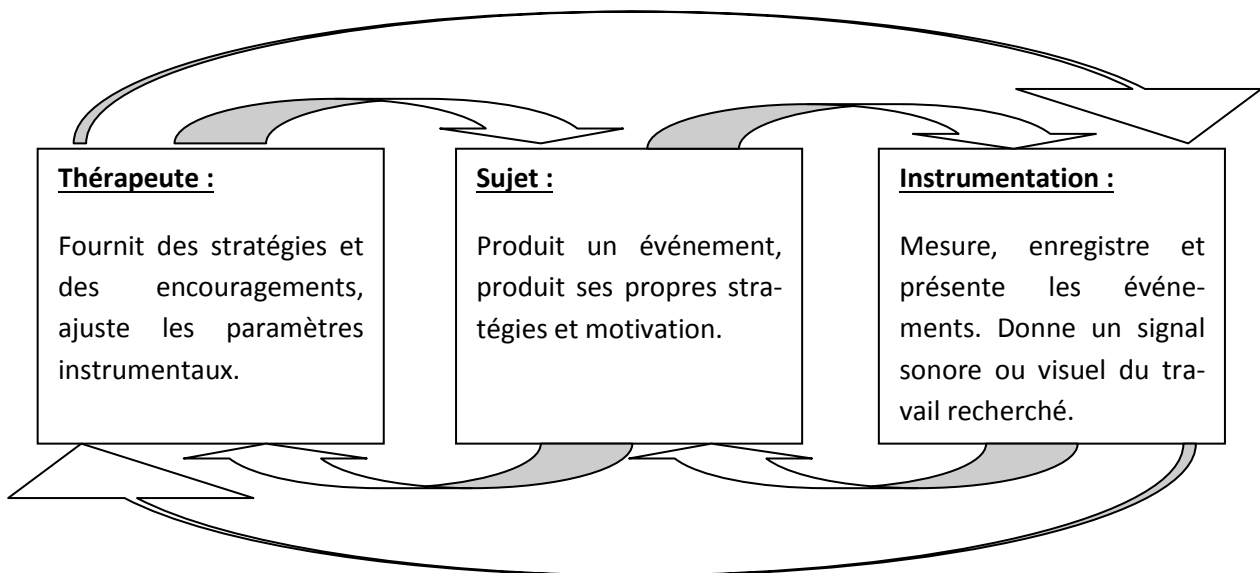 Thérapeute :
Fournit des stratégies et
des encouragements,
ajuste les paramètres
instrumentaux.
Sujet :
Produit un événement,
produit ses propres stra-
tégies et motivation.
Instrumentation :
Mesure, enregistre et
présente les événe-
ments. Donne un signal
sonore ou visuel du tra-
vail recherché.